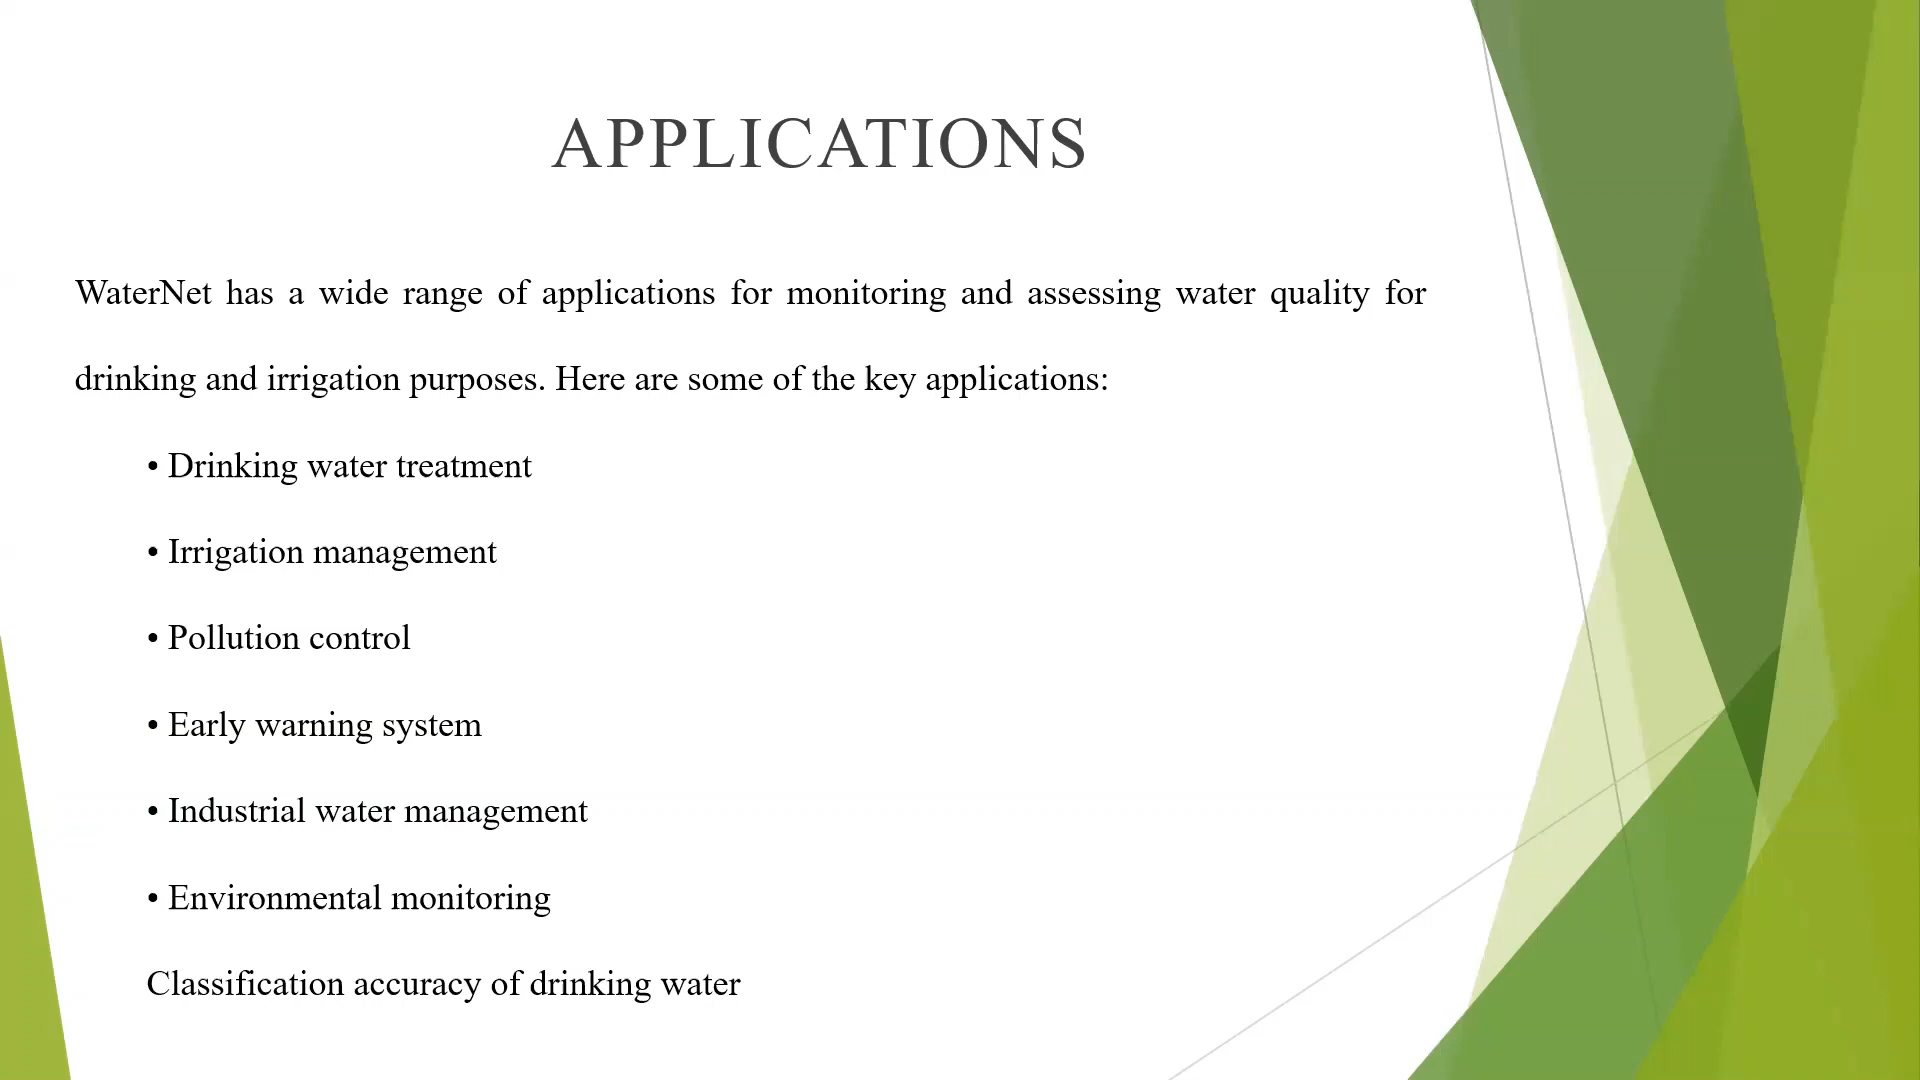 APPLICATIONS
WaterNet has a wide range of applications for monitoring and assessing water quality for
drinking and irrigation purposes. Here are some of the key applications:
• Drinking water treatment
• Irrigation management
• Pollution control
• Early warning system
• Industrial water management
• Environmental monitoring
Classification accuracy of drinking water